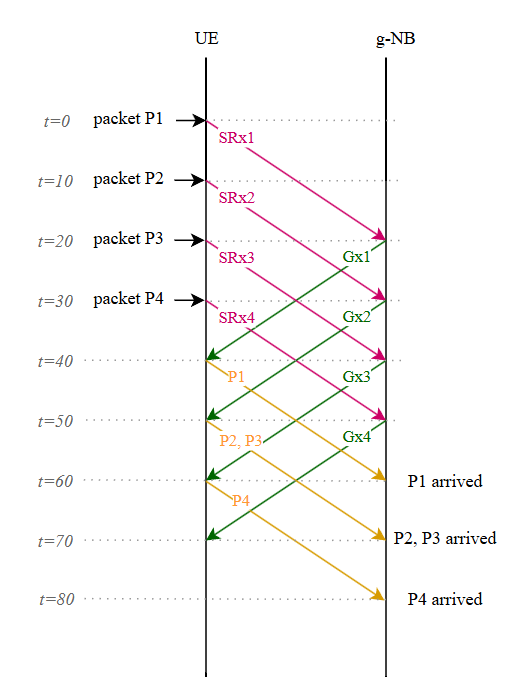 UE g-NB
t=0 packet P1
SRx1
t=10 packet P2
SRx2
t=20 packet P3
SRx3 Gx1
t=30 packet P4
SRx4 Gx2
t=40
P1 Gx3
t=50
P2, P3 Gx4
t=60 P1 arrived
P4
t=70 P2, P3 arrived
t=80 P4 arrived